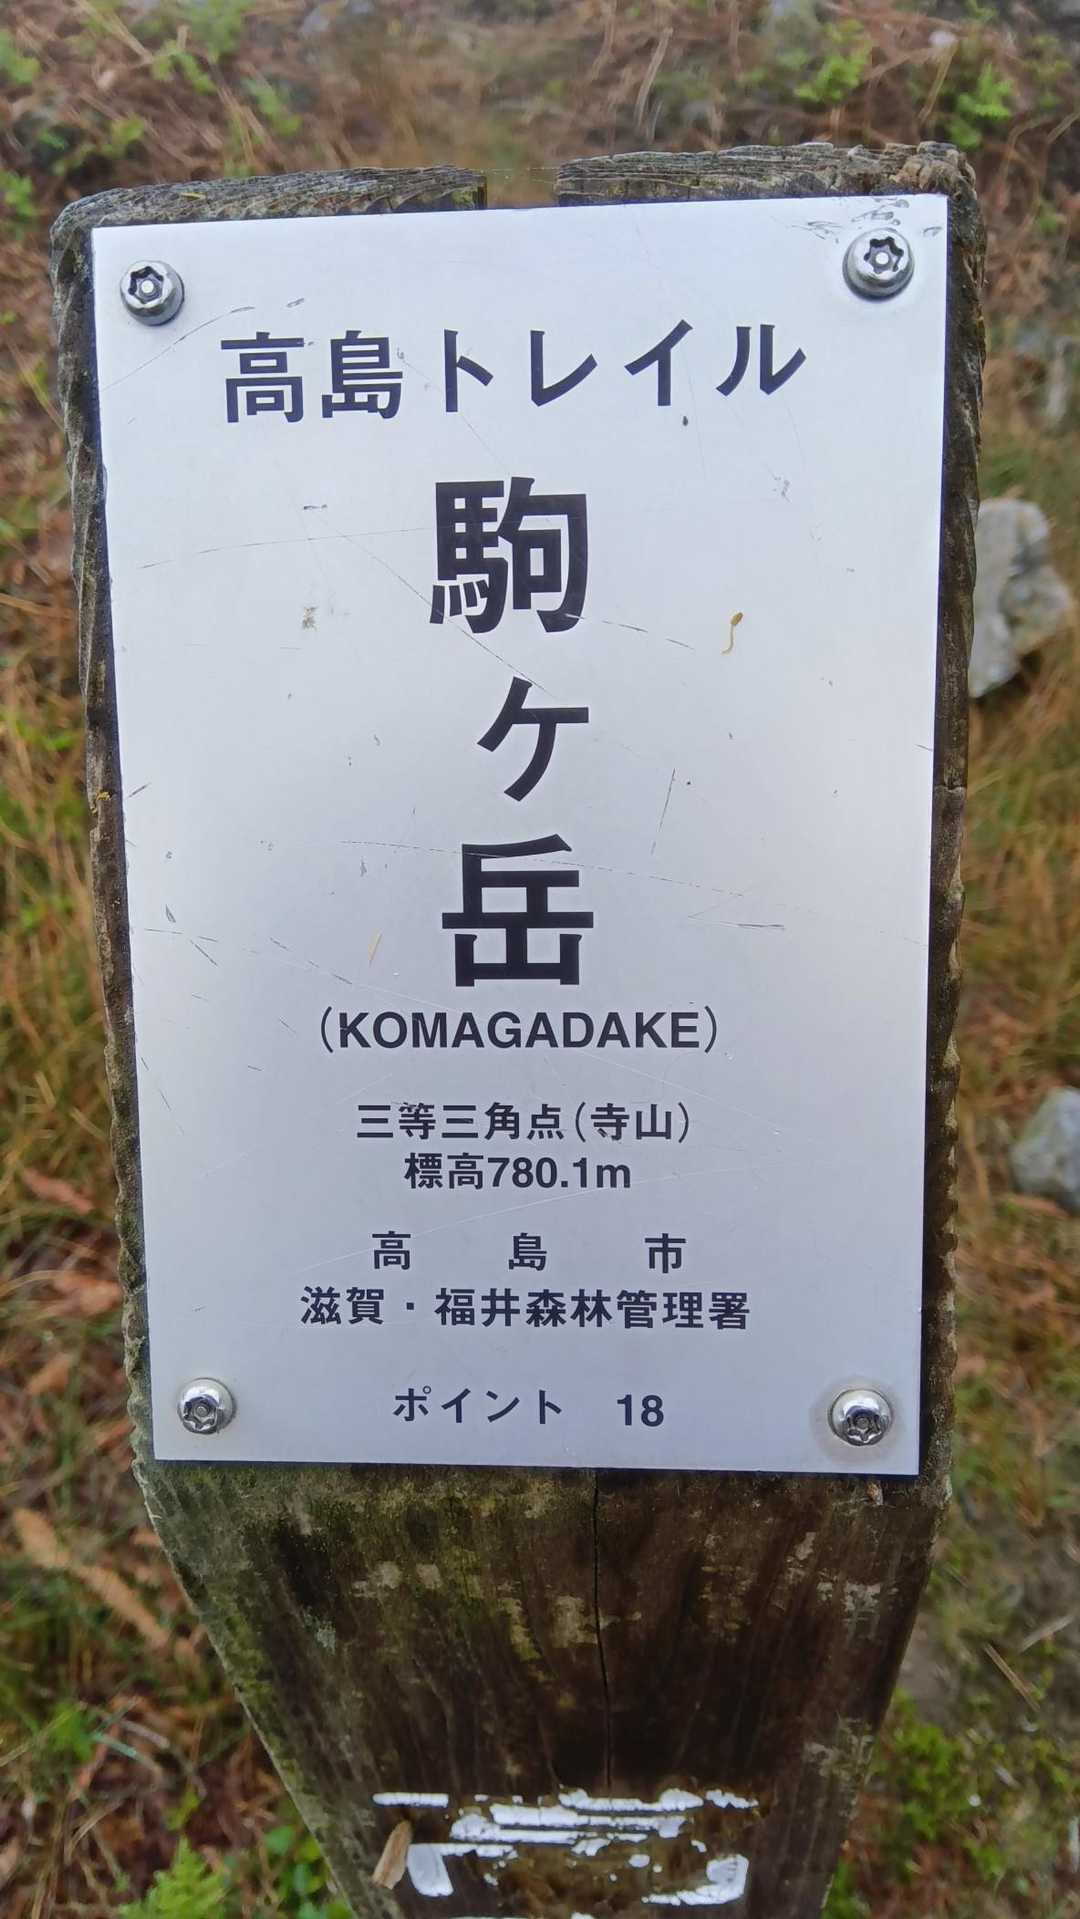 高島トレイル
駒ヶ岳
(KOMAGADAKE)
三等三角点(寺山)
標高780.1m
高島市
滋賀・福井森林管理署
ポイント 18